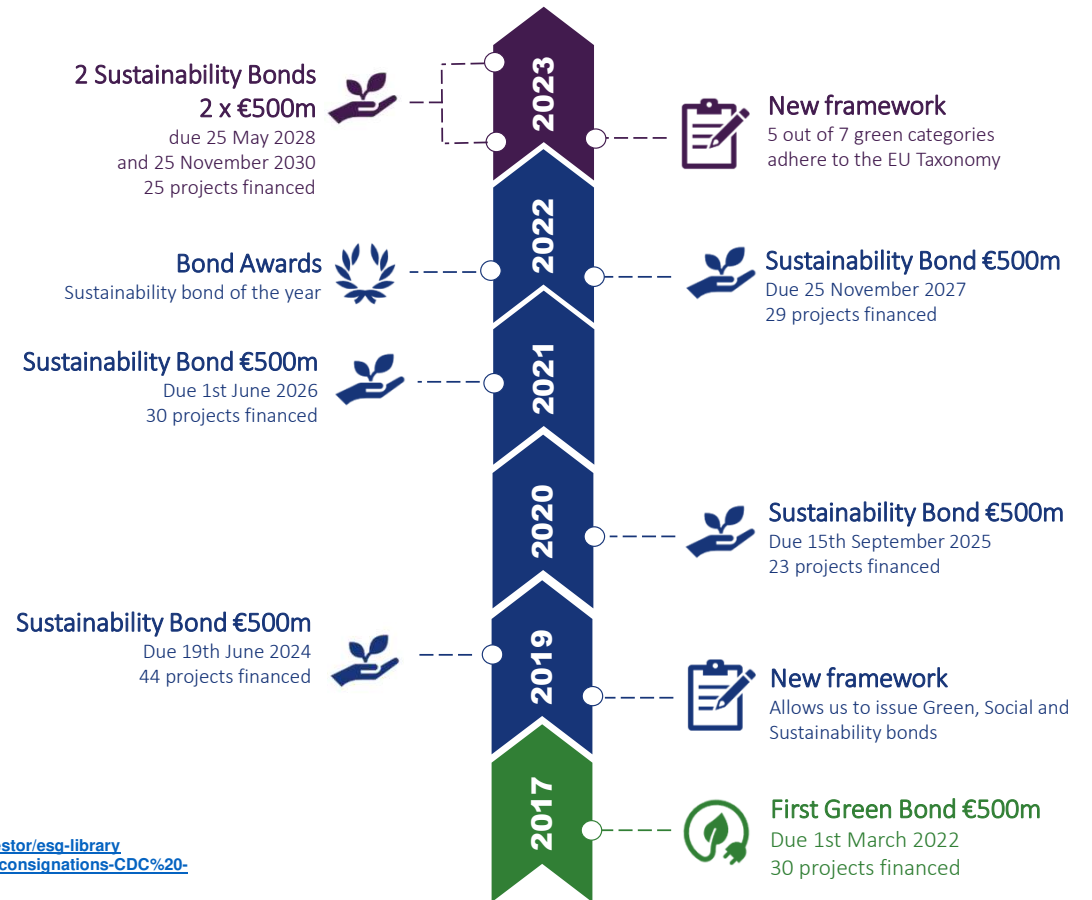 2023
2 Sustainability Bonds
2 x €500m
due 25 May 2028
and 25 November 2030
25 projects financed
New framework
5 out of 7 green categories
adhere to the EU Taxonomy
2022
Bond Awards
Sustainability bond of the year
Sustainability Bond €500m
Due 25 November 2027
29 projects financed
2021
Sustainability Bond €500m
Due 1st June 2026
30 projects financed
2020
Sustainability Bond €500m
Due 15th September 2025
23 projects financed
2019
Sustainability Bond €500m
Due 19th June 2024
44 projects financed
New framework
Allows us to issue Green, Social and
Sustainability bonds
2017
First Green Bond €500m
Due 1st March 2022
30 projects financed
estor/esg-library
consignations-CDC%20-